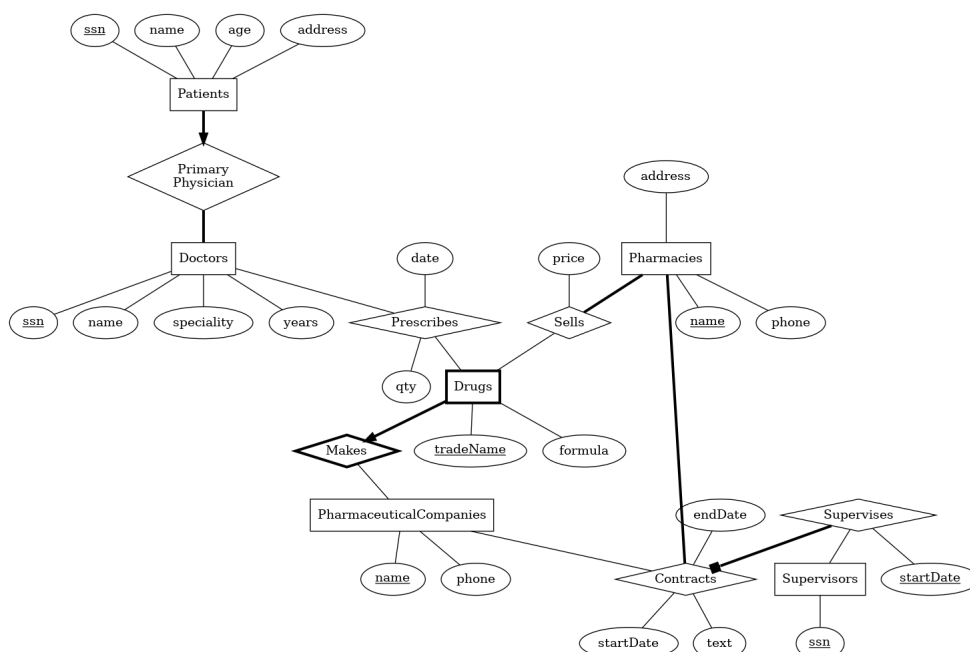 ssn
name
age
address
Patients
Primary
Physician
address
Doctors
date
price
Pharmacies
ssn
name
speciality
years
Prescribes
Sells
name
phone
qty
Drugs
Makes
tradeName
formula
PharmaceuticalCompanies
endDate
Supervises
name
phone
Contracts
Supervisors
startDate
startDate
text
ssn